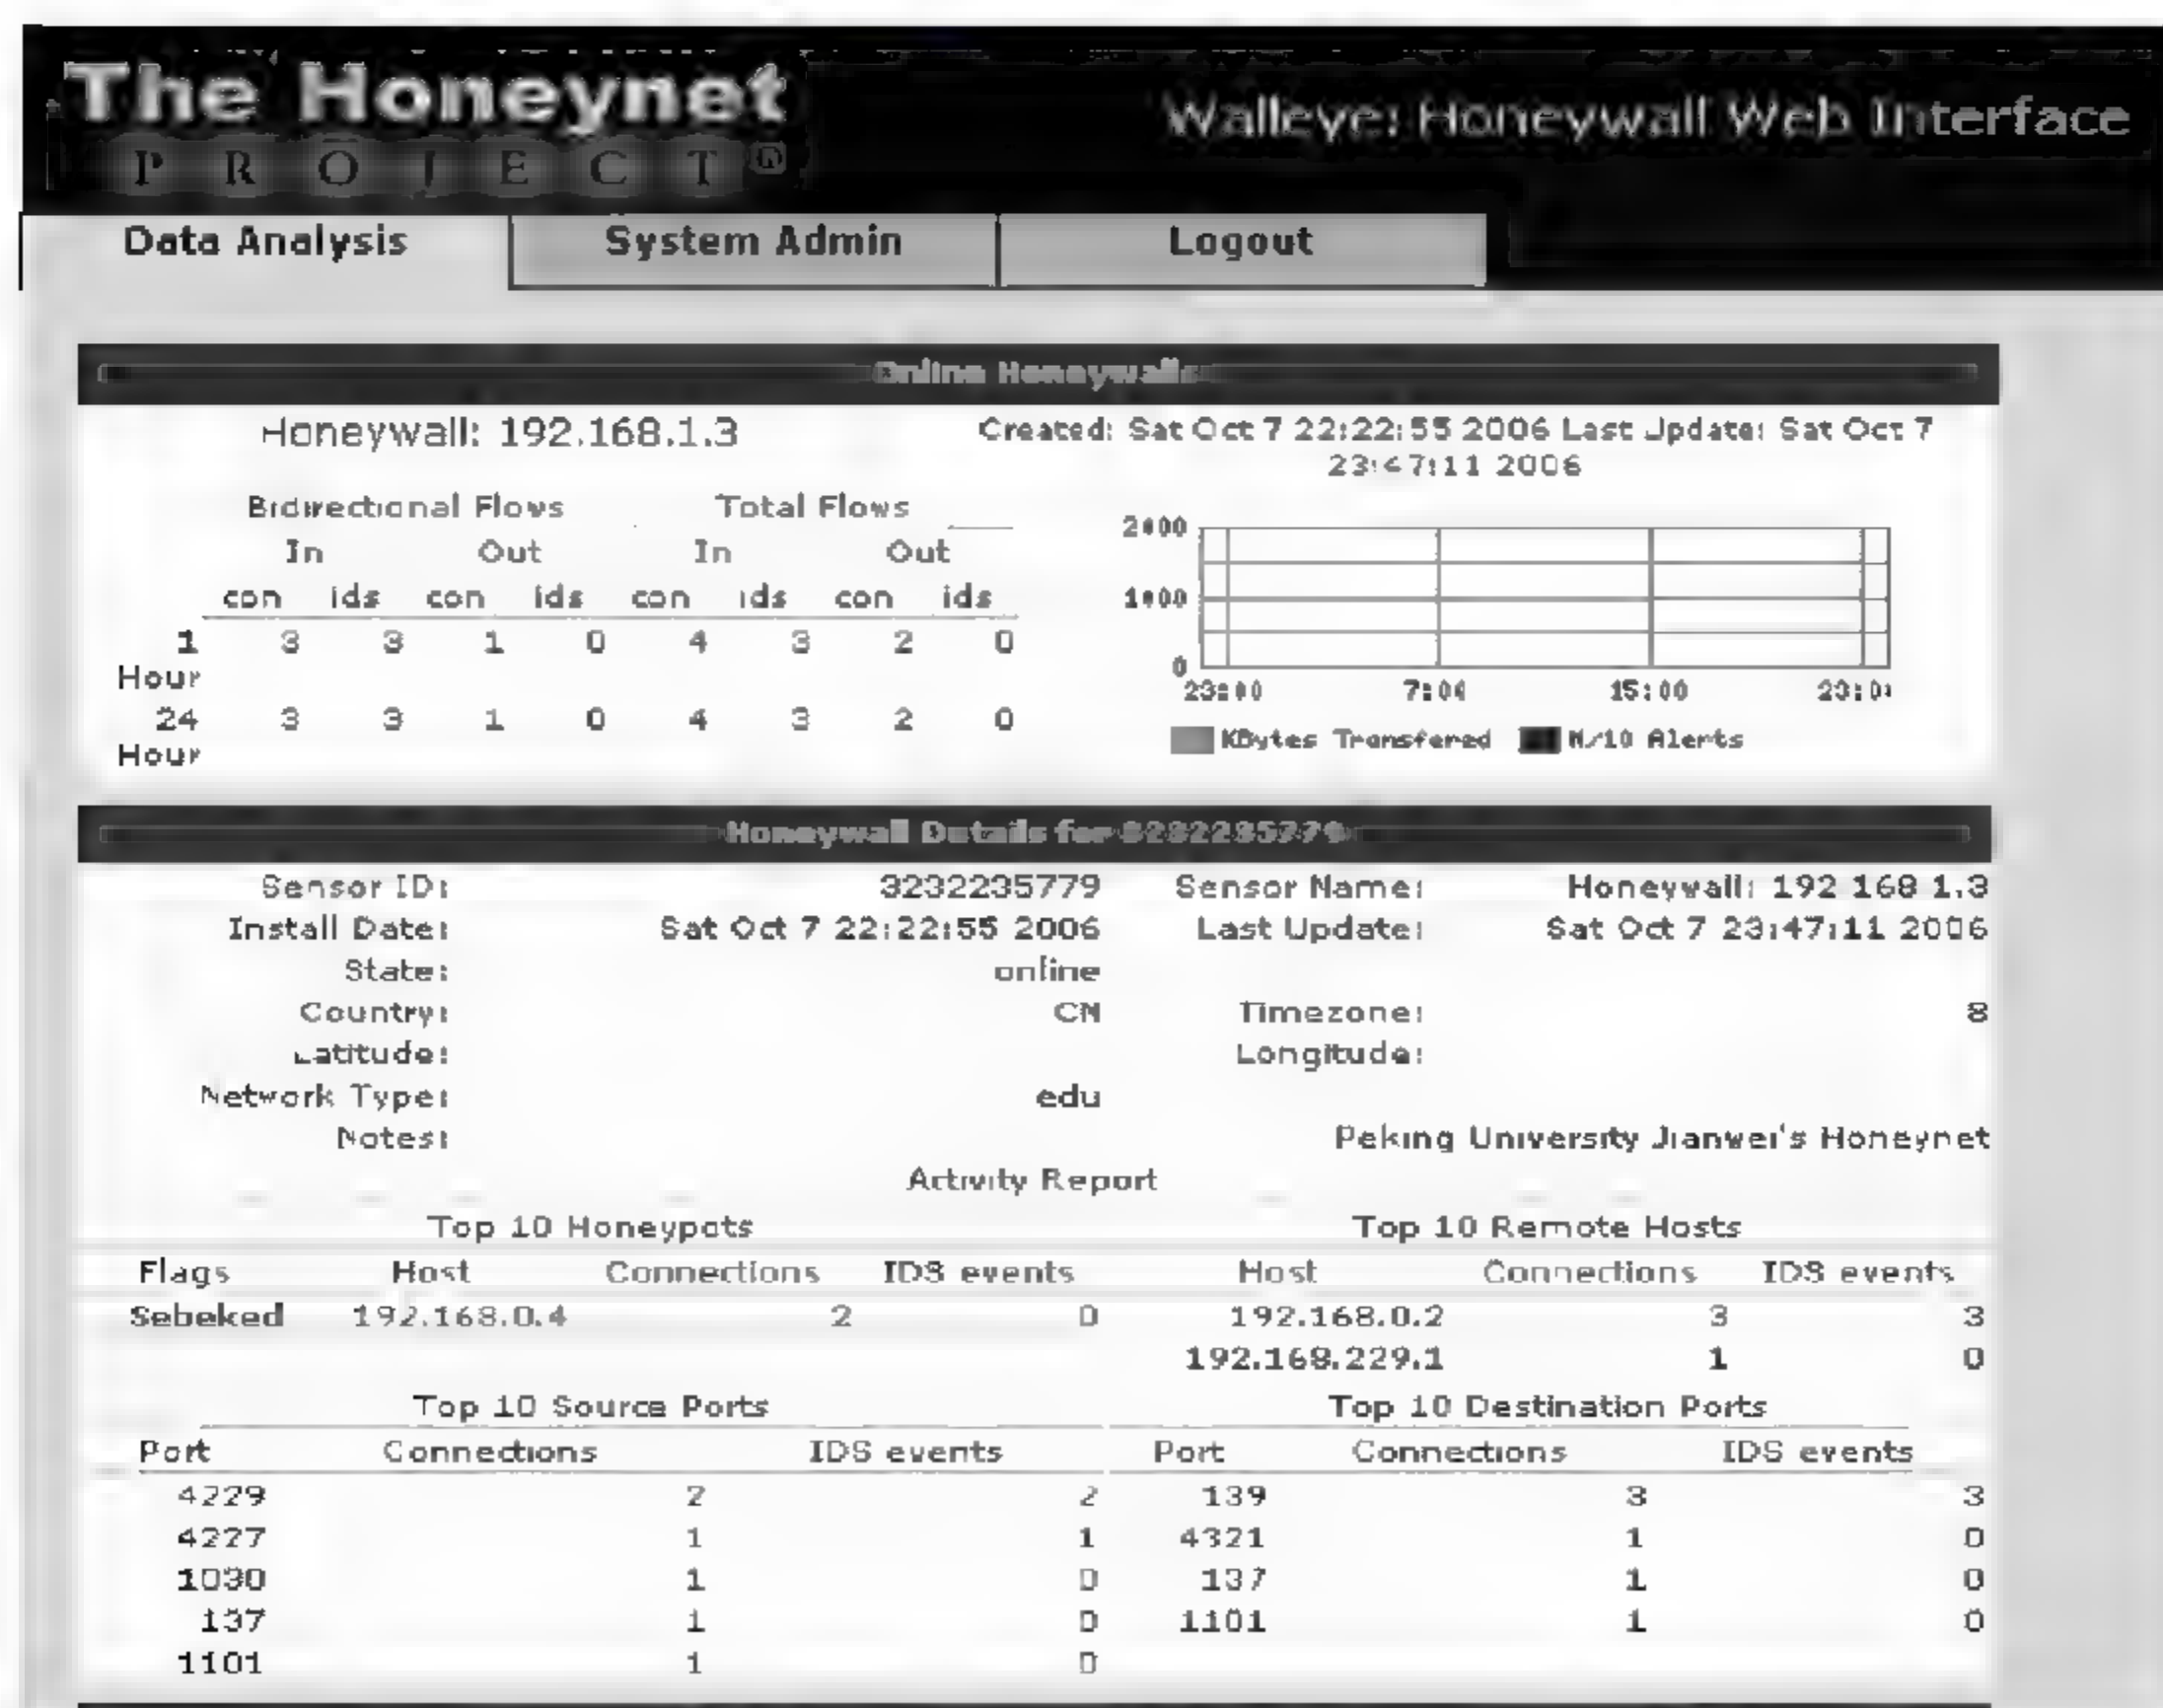 The Honeynet
PROJECT®
Walleye: Honeywall Web Interface
Data Analysis System Admin Logout
Online Honeywalls
Honeywall: 192.168.1.3
Created: Sat Oct 7 22:22:55 2006 Last Update: Sat Oct 7
23:47:11 2006
Bidirectional Flows Total Flows
In Out In Out
con ids con ids con ids con ids
1 3 3 1 0 4 3 2 0
Hour
24 3 3 1 0 4 3 2 0
Hour
2000
1000
0
23:00 7:00 15:00 23:00
KBytes Transfered N/10 Alerts
Honeywall Details for 3232235779
Sensor ID: 3232235779 Sensor Name: Honeywall: 192.168.1.3
Install Date: Sat Oct 7 22:22:55 2006 Last Update: Sat Oct 7 23:47:11 2006
State: online
Country: CN Timezone: 8
Latitude: Longitude:
Network Type: edu
Notes: Peking University Jianwei's Honeynet
Activity Report
Top 10 Honeypots Top 10 Remote Hosts
Flags Host Connections IDS events Host Connections IDS events
Sebeked 192.168.0.4 2 0 192.168.0.2 3 3
192.168.229.1 1 0
Top 10 Source Ports Top 10 Destination Ports
Port Connections IDS events Port Connections IDS events
4229 2 2 139 3 3
4227 1 1 4321 1 0
1030 1 0 137 1 0
137 1 0 1101 1 0
1101 1 0